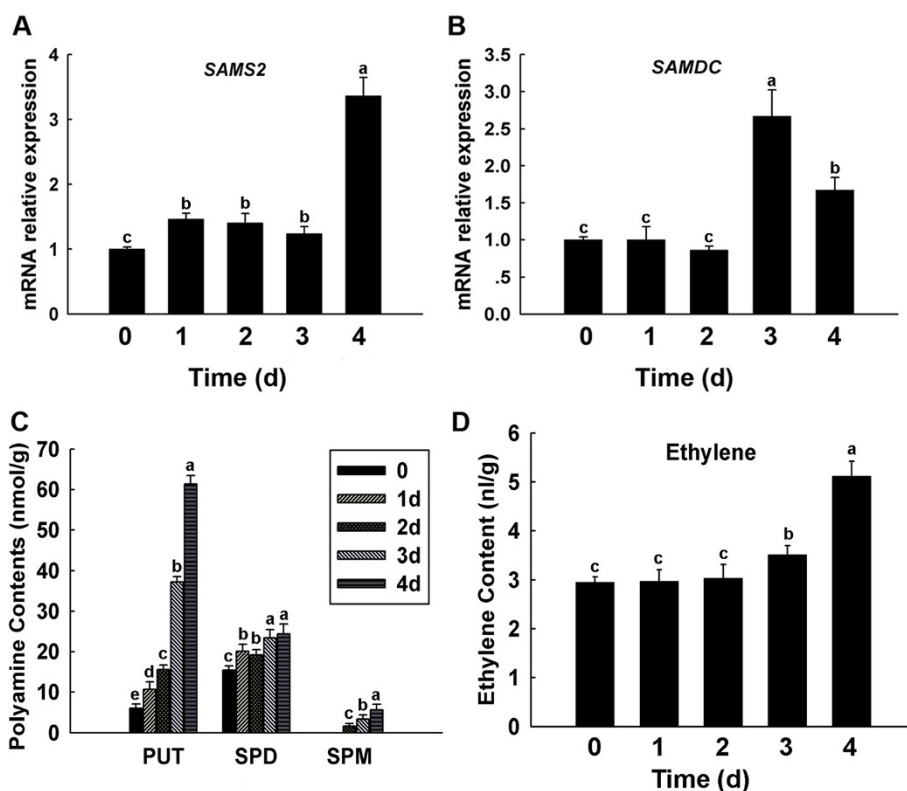 A
SAMS2
mRNA relative expression
4
3
2
1
0
c
b
b
b
a
0 1 2 3 4
Time (d)
B
SAMDC
mRNA relative expression
3.5
3.0
2.5
2.0
1.5
1.0
.5
0.0
c
c
c
a
b
0 1 2 3 4
Time (d)
C
Polyamine Contents (nmol/g)
70
60
50
40
30
20
10
0
e
d
c
b
a
c
b
b
a
a
c
b
a
PUT SPD SPM
0
1d
2d
3d
4d
D
Ethylene
Ethylene Content (nl/g)
6
5
4
3
2
1
0
c
c
c
b
a
0 1 2 3 4
Time (d)